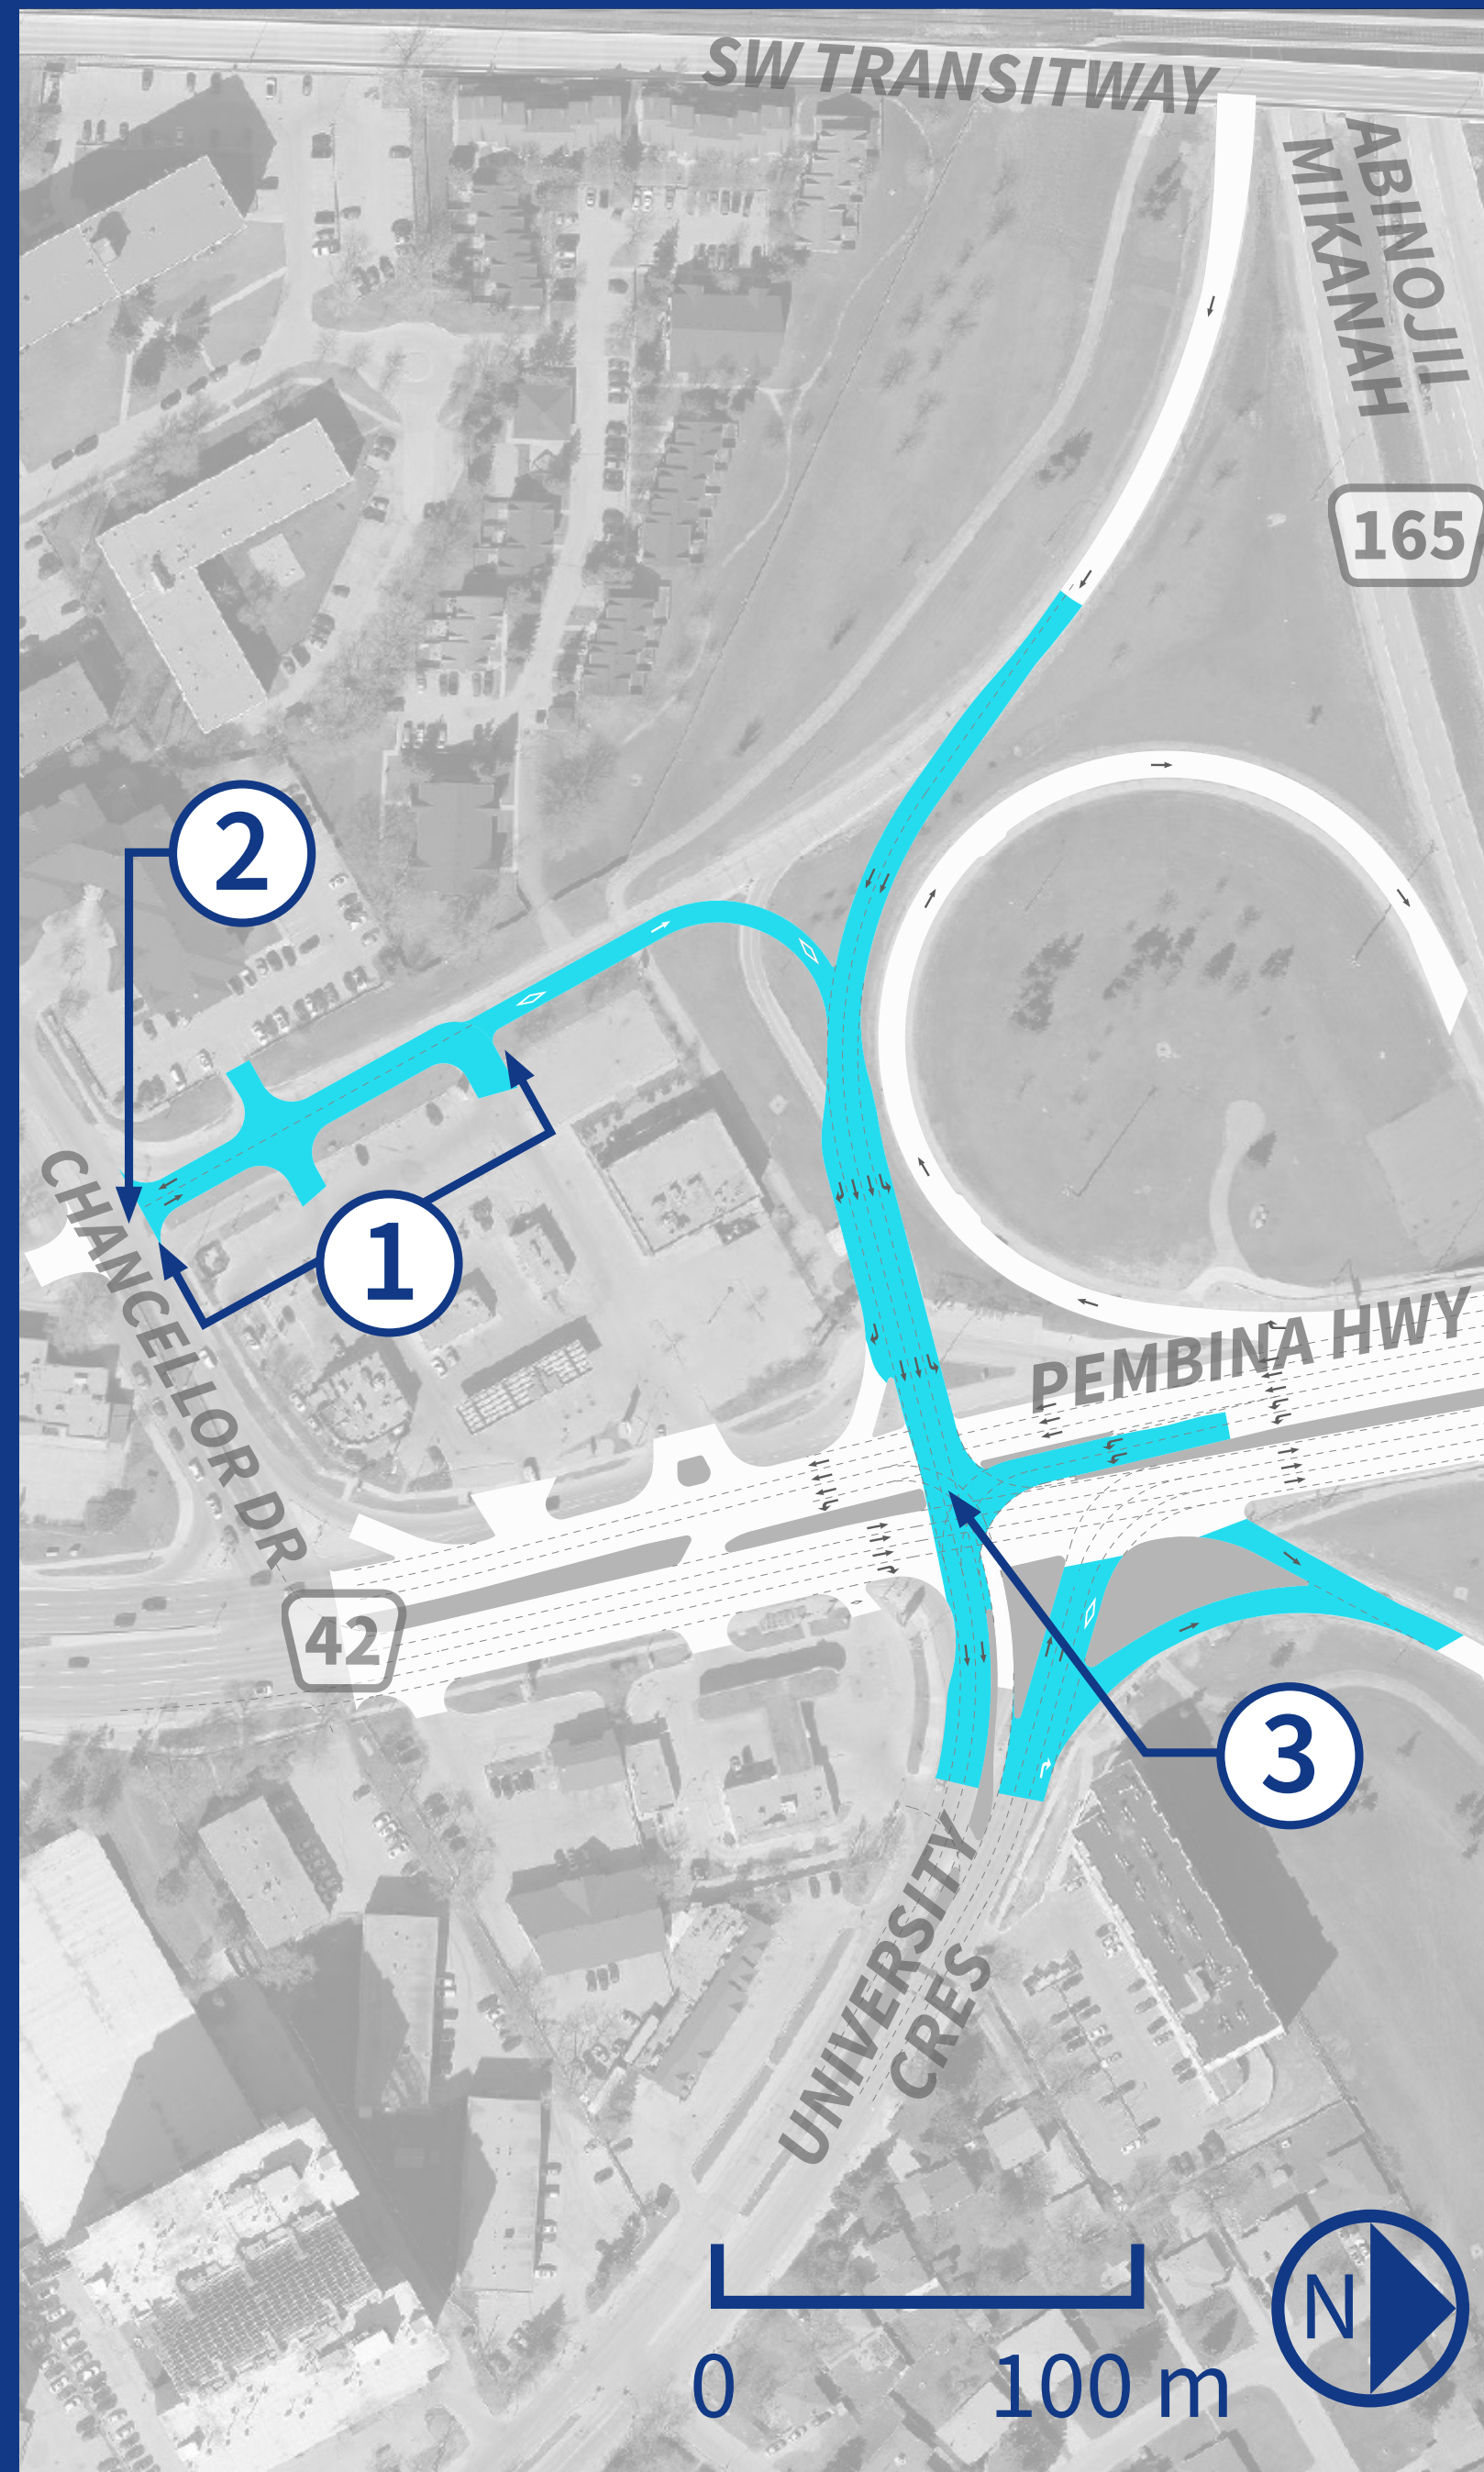 SW TRANSITWAY
ABINOJII
MIKANAH
165
2
1
CHANCELLOR DR
PEMBINA HWY
42
3
UNIVERSITY
CRES
N
0
100 m